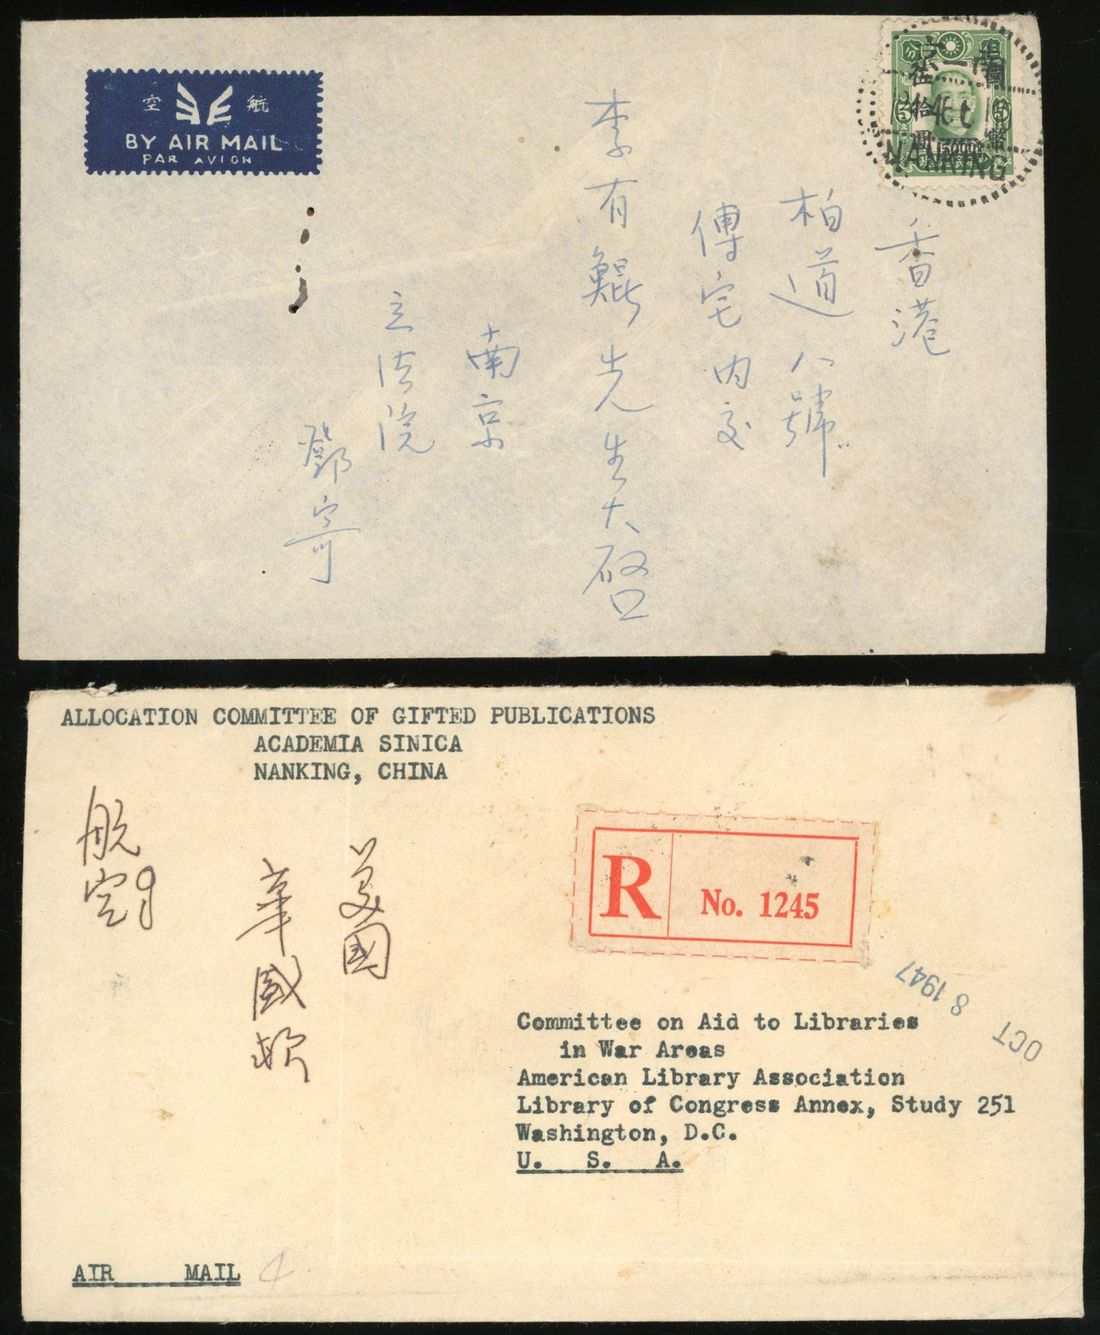 航空
BY AIR MAIL
PAR AVION
NANKING
香港
柏道八號
傅宅內交
李有鯤先生大啓
南京
立法院
鄧寄
ALLOCATION COMMITTEE OF GIFTED PUBLICATIONS
ACADEMIA SINICA
NANKING, CHINA
美國
華盛頓
航空
R No. 1245
OCT 8 1947
Committee on Aid to Libraries
in War Areas
American Library Association
Library of Congress Annex, Study 251
Washington, D.C.
U. S. A.
AIR MAIL